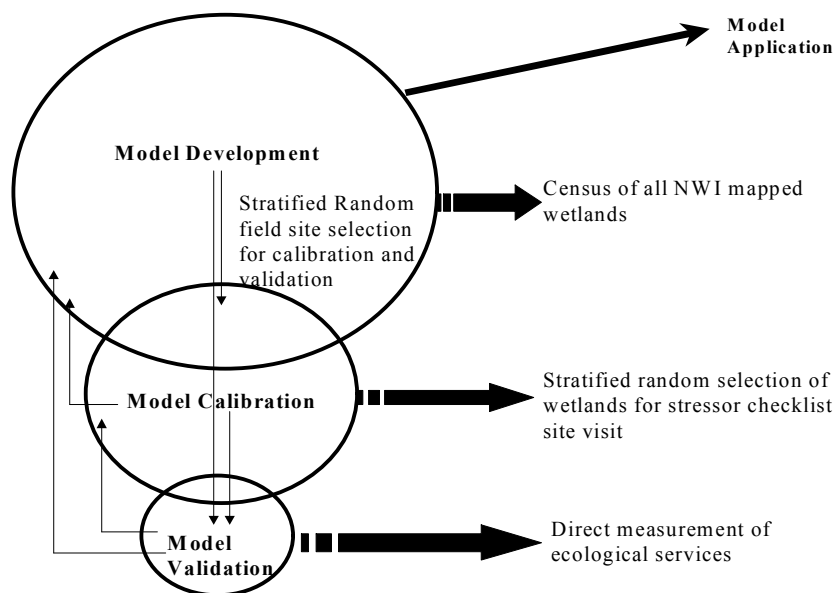 Model
Application
Model Development
Census of all NWI mapped
wetlands
Stratified Random
field site selection
for calibration and
validation
Model Calibration
Stratified random selection of
wetlands for stressor checklist
site visit
Model
Validation
Direct measurement of
ecological services